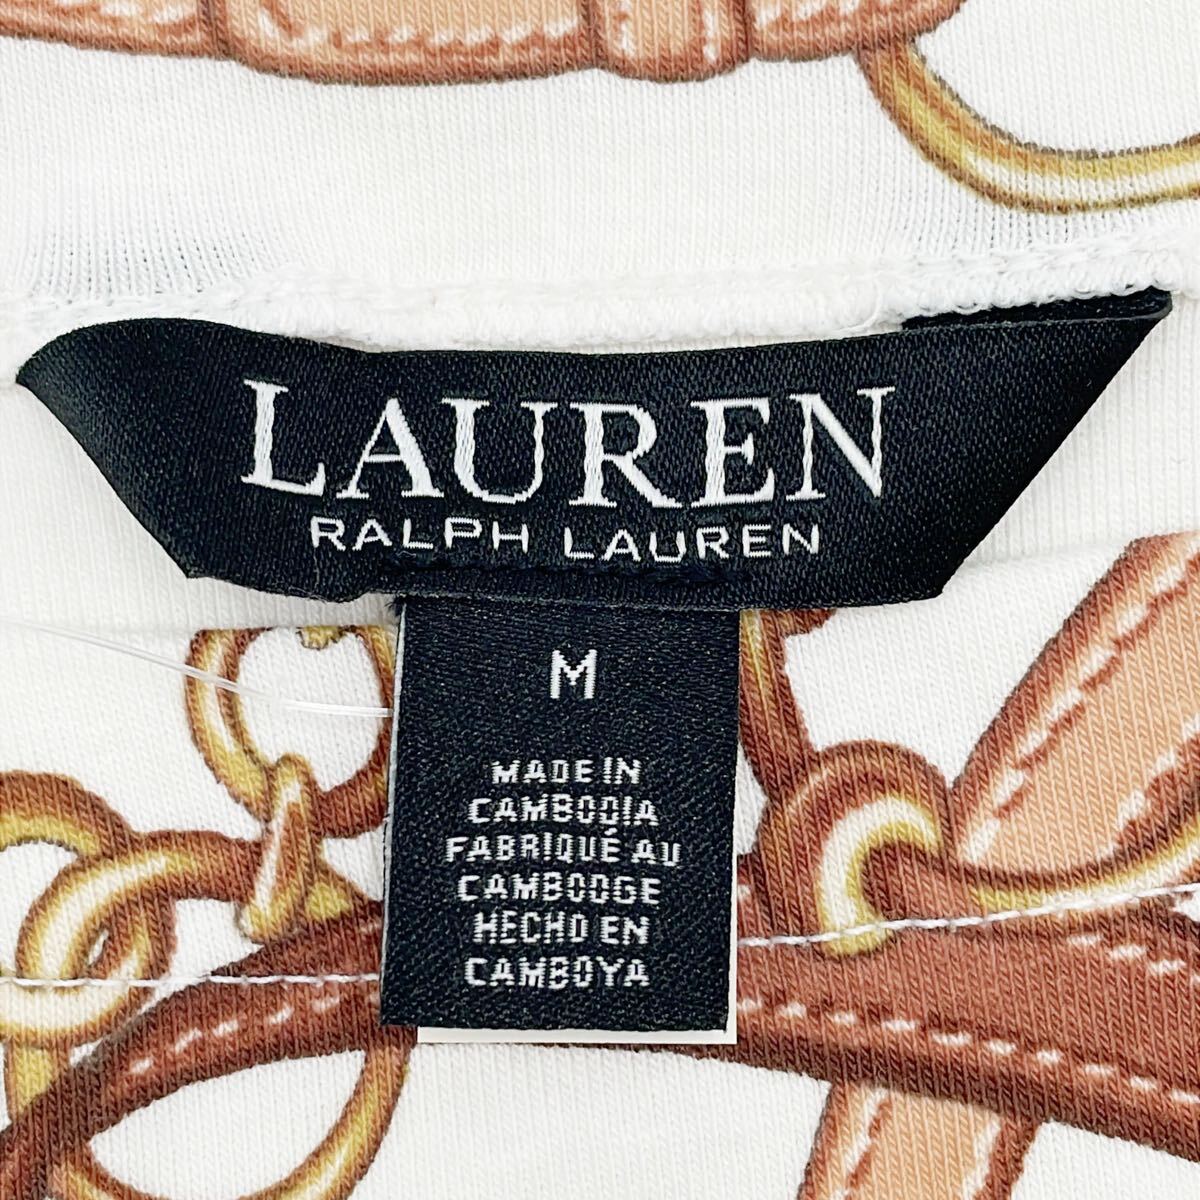 LAUREN
RALPH LAUREN
M
MADE IN
CAMBODIA
FABRIQUÉ AU
CAMBODGE
HECHO EN
CAMBOYA